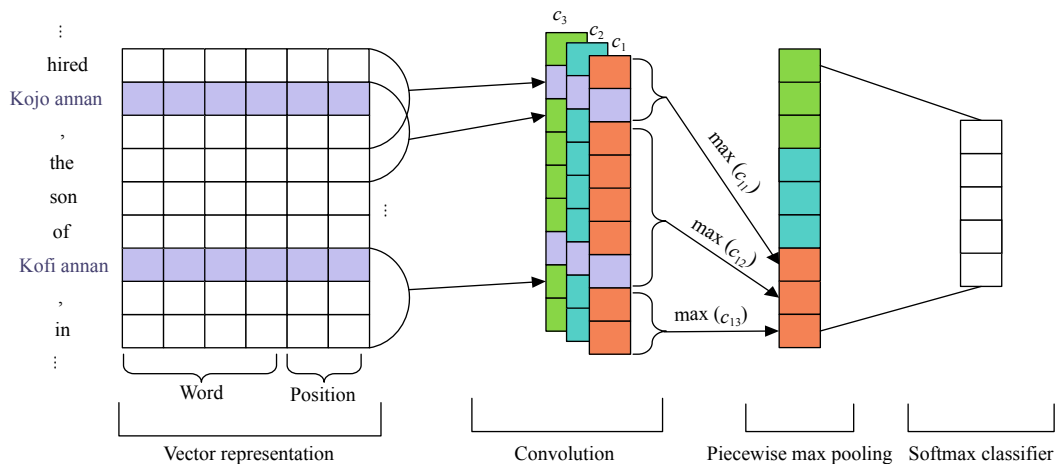 ⋮
hired
Kojo annan
,
the
son
of
Kofi annan
,
in
⋮
⋮
Word
Position
Vector representation
c3
c2
c1
Convolution
max (c11)
max (c12)
max (c13)
Piecewise max pooling
Softmax classifier